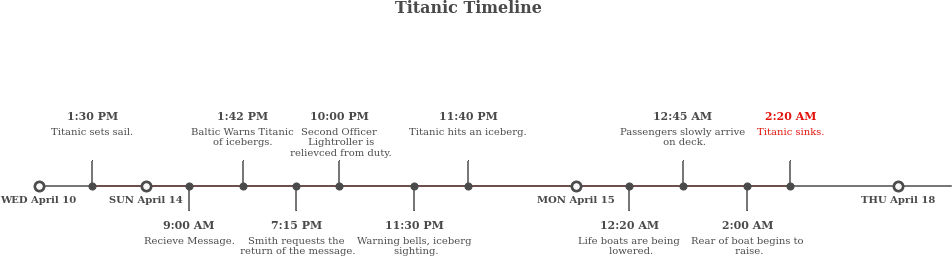 Titanic Timeline
1:30 PM
Titanic sets sail.
1:42 PM
Baltic Warns Titanic
of icebergs.
10:00 PM
Second Officer
Lightroller is
relievced from duty.
11:40 PM
Titanic hits an iceberg.
12:45 AM
Passengers slowly arrive
on deck.
2:20 AM
Titanic sinks.
WED April 10
SUN April 14
MON April 15
THU April 18
9:00 AM
Recieve Message.
7:15 PM
Smith requests the
return of the message.
11:30 PM
Warning bells, iceberg
sighting.
12:20 AM
Life boats are being
lowered.
2:00 AM
Rear of boat begins to
raise.